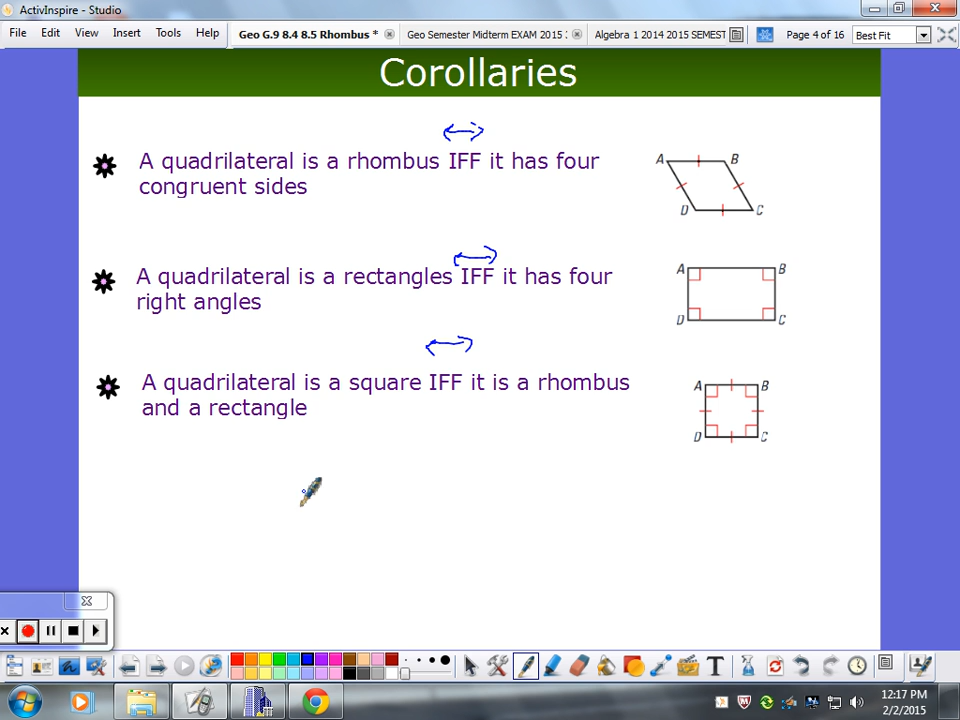 ActivInspire - Studio
File Edit View Insert Tools Help
Geo G.9 8.4 8.5 Rhombus *
Geo Semester Midterm EXAM 2015
Algebra 1 2014 2015 SEMEST
Page 4 of 16
Best Fit
Corollaries
A quadrilateral is a rhombus IFF it has four
congruent sides
A B
D C
A quadrilateral is a rectangles IFF it has four
right angles
A B
D C
A quadrilateral is a square IFF it is a rhombus
and a rectangle
A B
D C
12:17 PM
2/2/2015